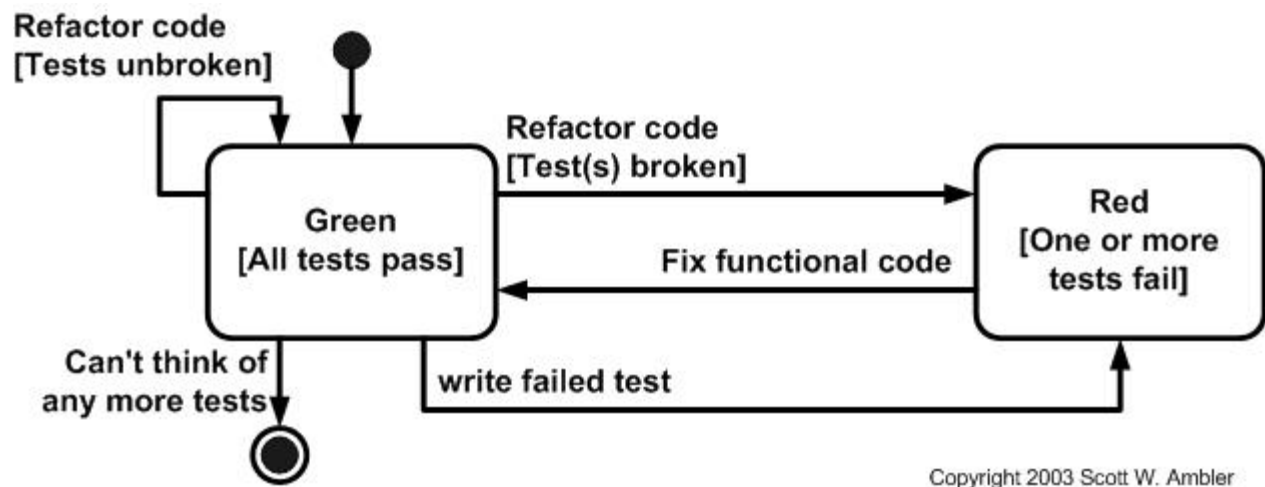 Refactor code
[Tests unbroken]
Refactor code
[Test(s) broken]
Green
[All tests pass]
Red
[One or more
tests fail]
Fix functional code
Can't think of
any more tests
write failed test
Copyright 2003 Scott W. Ambler